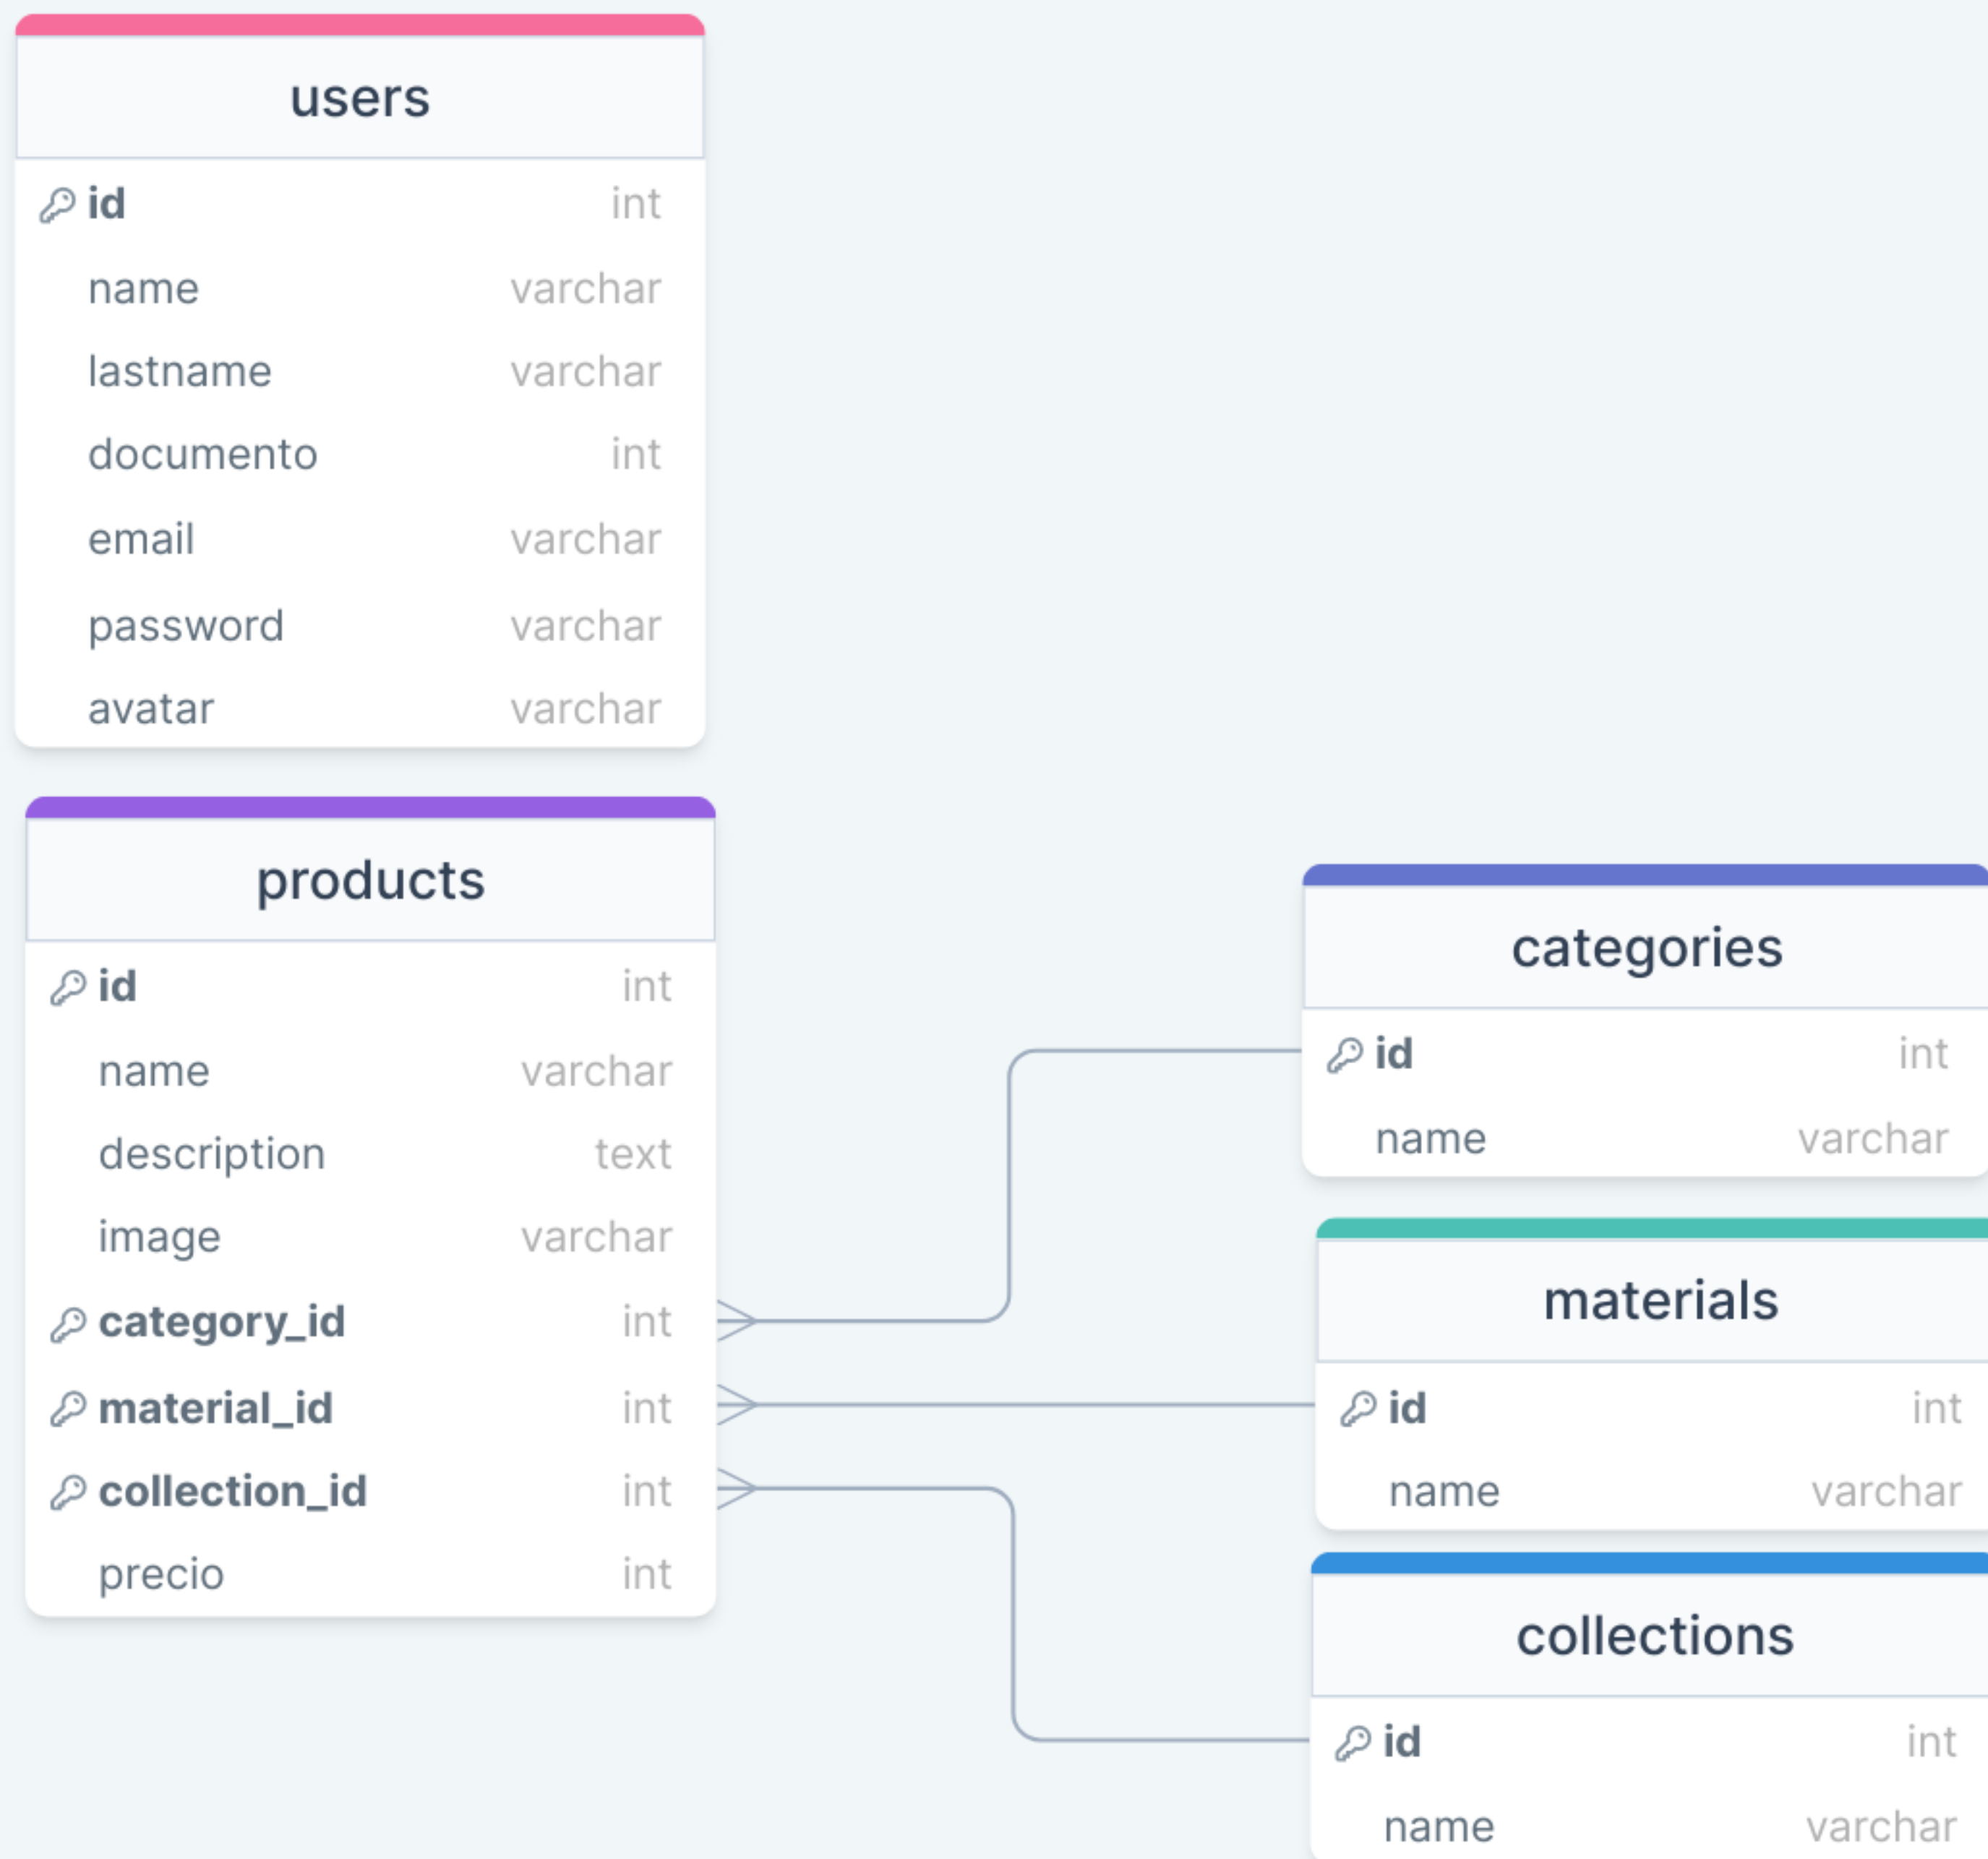 users
id int
name varchar
lastname varchar
documento int
email varchar
password varchar
avatar varchar
products
id int
name varchar
description text
image varchar
category_id int
material_id int
collection_id int
precio int
categories
id int
name varchar
materials
id int
name varchar
collections
id int
name varchar